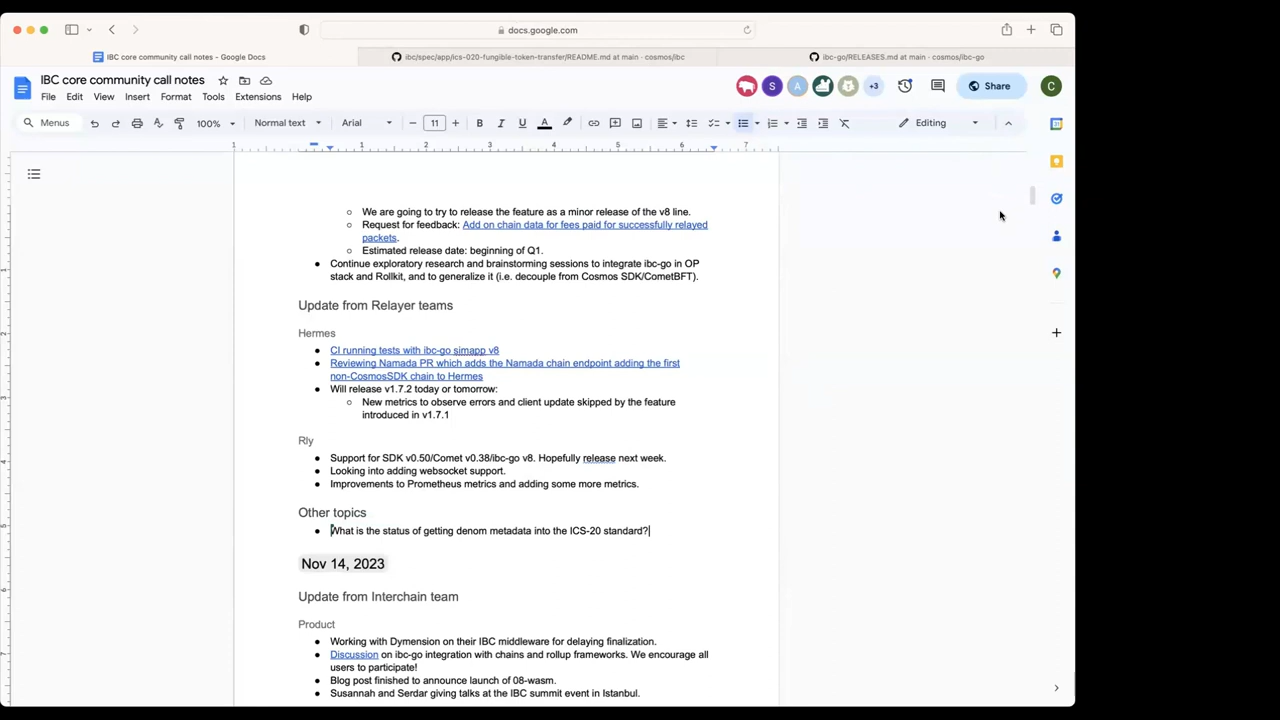 docs.google.com
IBC core community call notes - Google Docs
ibc/spec/app/ics-020-fungible-token-transfer/README.md at main · cosmos/ibc
ibc-go/RELEASES.md at main · cosmos/ibc-go
IBC core community call notes
File Edit View Insert Format Tools Extensions Help
S A +3 Share C
Menus 100% Normal text Arial 11 B I U A Editing
1 1 2 3 4 5 6 7
We are going to try to release the feature as a minor release of the v8 line.
Request for feedback: Add on chain data for fees paid for successfully relayed
packets.
Estimated release date: beginning of Q1.
Continue exploratory research and brainstorming sessions to integrate ibc-go in OP
stack and Rollkit, and to generalize it (i.e. decouple from Cosmos SDK/CometBFT).
Update from Relayer teams
Hermes
CI running tests with ibc-go simapp v8
Reviewing Namada PR which adds the Namada chain endpoint adding the first
non-CosmosSDK chain to Hermes
Will release v1.7.2 today or tomorrow:
New metrics to observe errors and client update skipped by the feature
introduced in v1.7.1
Rly
Support for SDK v0.50/Comet v0.38/ibc-go v8. Hopefully release next week.
Looking into adding websocket support.
Improvements to Prometheus metrics and adding some more metrics.
Other topics
What is the status of getting denom metadata into the ICS-20 standard?
Nov 14, 2023
Update from Interchain team
Product
Working with Dymension on their IBC middleware for delaying finalization.
Discussion on ibc-go integration with chains and rollup frameworks. We encourage all
users to participate!
Blog post finished to announce launch of 08-wasm.
Susannah and Serdar giving talks at the IBC summit event in Istanbul.